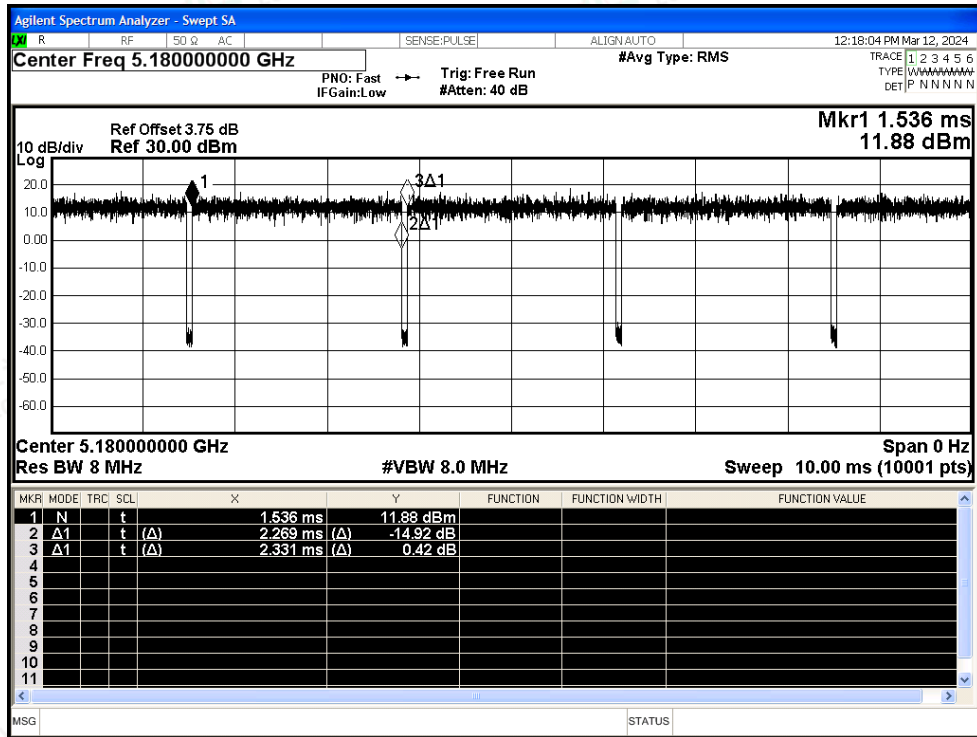 Agilent Spectrum Analyzer - Swept SA
LXI R RF 50 Ω AC SENSE:PULSE ALIGN AUTO 12:18:04 PM Mar 12, 2024
Center Freq 5.180000000 GHz
PNO: Fast
IFGain:Low
Trig: Free Run
#Atten: 40 dB
#Avg Type: RMS
TRACE 1 2 3 4 5 6
TYPE
DET P N N N N N
Mkr1 1.536 ms
11.88 dBm
Ref Offset 3.75 dB
10 dB/div Ref 30.00 dBm
Log
20.0
10.0
0.00
-10.0
-20.0
-30.0
-40.0
-50.0
-60.0
1
3Δ1
2Δ1
Center 5.180000000 GHz Span 0 Hz
Res BW 8 MHz #VBW 8.0 MHz Sweep 10.00 ms (10001 pts)
MKR MODE TRC SCL X Y FUNCTION FUNCTION WIDTH FUNCTION VALUE
1 N t 1.536 ms 11.88 dBm
2 Δ1 t (Δ) 2.269 ms (Δ) -14.92 dB
3 Δ1 t (Δ) 2.331 ms (Δ) 0.42 dB
4
5
6
7
8
9
10
11
MSG STATUS